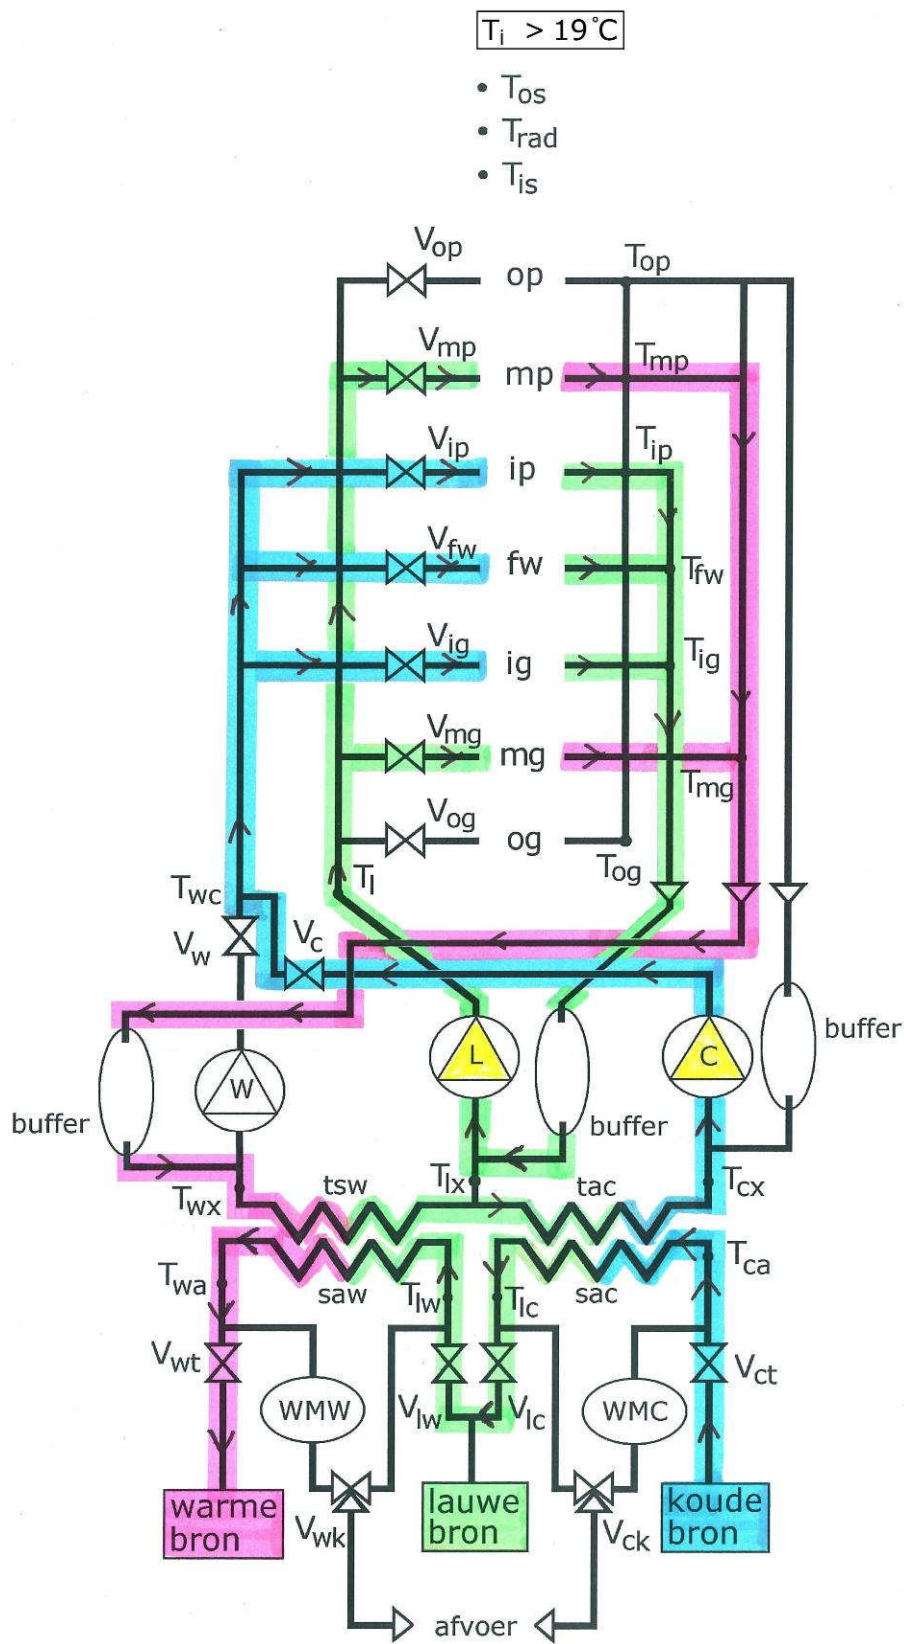 Ti > 19°C
• Tos
• Trad
• Tis
Vop op Top
Vmp mp Tmp
Vip ip Tip
Vfw fw Tfw
Vig ig Tig
Vmg mg Tmg
Vog og Tog
Twc Tl
Vw Vc
buffer W L buffer C buffer
Twx tsw Tlx tac Tcx
Twa saw Tlw Tlc sac Tca
Vwt WMW Vlw Vlc WMC Vct
warme bron
Vwk
lauwe bron
Vck
koude bron
afvoer